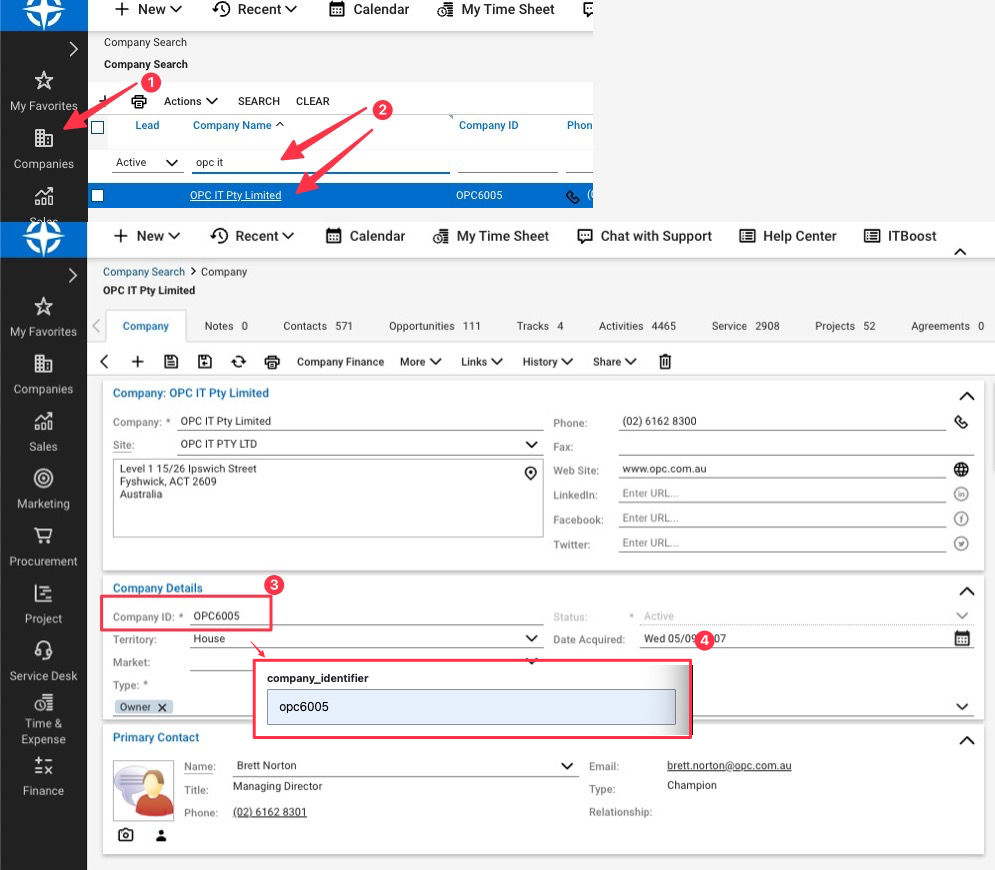 New Recent Calendar My Time Sheet
Company Search
Company Search
My Favorites
1
Actions SEARCH CLEAR
2
Lead Company Name Company ID Phon
Companies
Active opc it
OPC IT Pty Limited OPC6005
Sales
New Recent Calendar My Time Sheet Chat with Support Help Center ITBoost
Company Search > Company
OPC IT Pty Limited
My Favorites
Company Notes 0 Contacts 571 Opportunities 111 Tracks 4 Activities 4465 Service 2908 Projects 52 Agreements 0
Company Finance More Links History Share
Companies
Sales
Marketing
Procurement
Project
Service Desk
Time &
Expense
Finance
Company: OPC IT Pty Limited
Company: * OPC IT Pty Limited
Site: OPC IT PTY LTD
Level 1 15/26 Ipswich Street
Fyshwick, ACT 2609
Australia
Phone: (02) 6162 8300
Fax:
Web Site: www.opc.com.au
LinkedIn: Enter URL...
Facebook: Enter URL...
Twitter: Enter URL...
Company Details
3
Company ID: * OPC6005
Status: * Active
Territory: House
Date Acquired: Wed 05/09 07
4
Market:
Type: *
Owner X
company_identifier
opc6005
Primary Contact
Name: Brett Norton
Title: Managing Director
Phone: (02) 6162 8301
Email: brett.norton@opc.com.au
Type: Champion
Relationship: